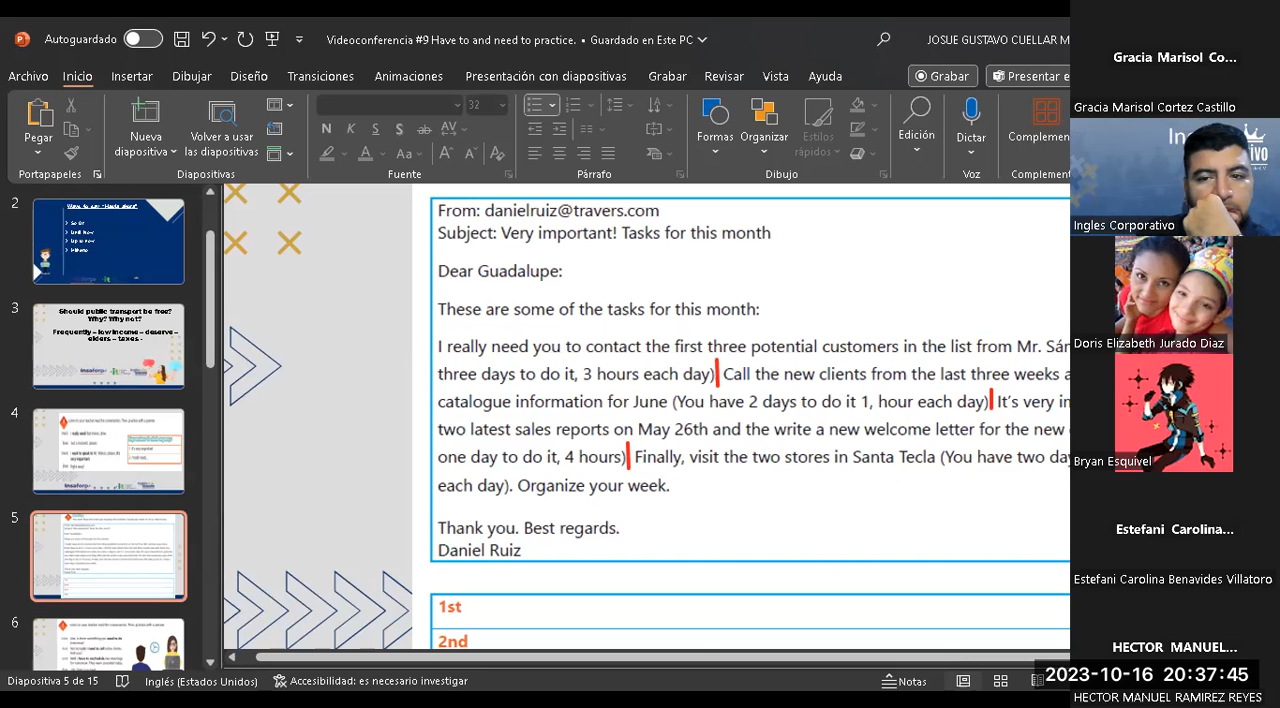 Autoguardado
Videoconferencia #9 Have to and need to practice. • Guardado en Este PC
JOSUE GUSTAVO CUELLAR M
Archivo Inicio Insertar Dibujar Diseño Transiciones Animaciones Presentación con diapositivas Grabar Revisar Vista Ayuda
Grabar
Presentar e
32
Pegar
Nueva diapositiva
Volver a usar las diapositivas
Formas
Organizar
Estilos rápidos
Edición
Dictar
Complemen
Portapapeles
Diapositivas
Fuente
Párrafo
Dibujo
Voz
Complement
2
3
Should public transport be free?
Why? Why not?
Frequently – low income – deserve –
elders – taxes -
4
5
6
From: danielruiz@travers.com
Subject: Very important! Tasks for this month
Dear Guadalupe:
These are some of the tasks for this month:
I really need you to contact the first three potential customers in the list from Mr. Sán
three days to do it, 3 hours each day). Call the new clients from the last three weeks a
catalogue information for June (You have 2 days to do it 1, hour each day). It's very im
two latest sales reports on May 26th and then write a new welcome letter for the new
one day to do it, 4 hours). Finally, visit the two stores in Santa Tecla (You have two day
each day). Organize your week.
Thank you. Best regards.
Daniel Ruiz
1st
2nd
Diapositiva 5 de 15
Inglés (Estados Unidos)
Accesibilidad: es necesario investigar
Notas
Gracia Marisol Co...
Gracia Marisol Cortez Castillo
Ingles Corporativo
Doris Elizabeth Jurado Diaz
Bryan Esquivel
Estefani Carolina...
Estefani Carolina Benavides Villatoro
HECTOR MANUEL...
2023-10-16 20:37:45
HECTOR MANUEL RAMIREZ REYES